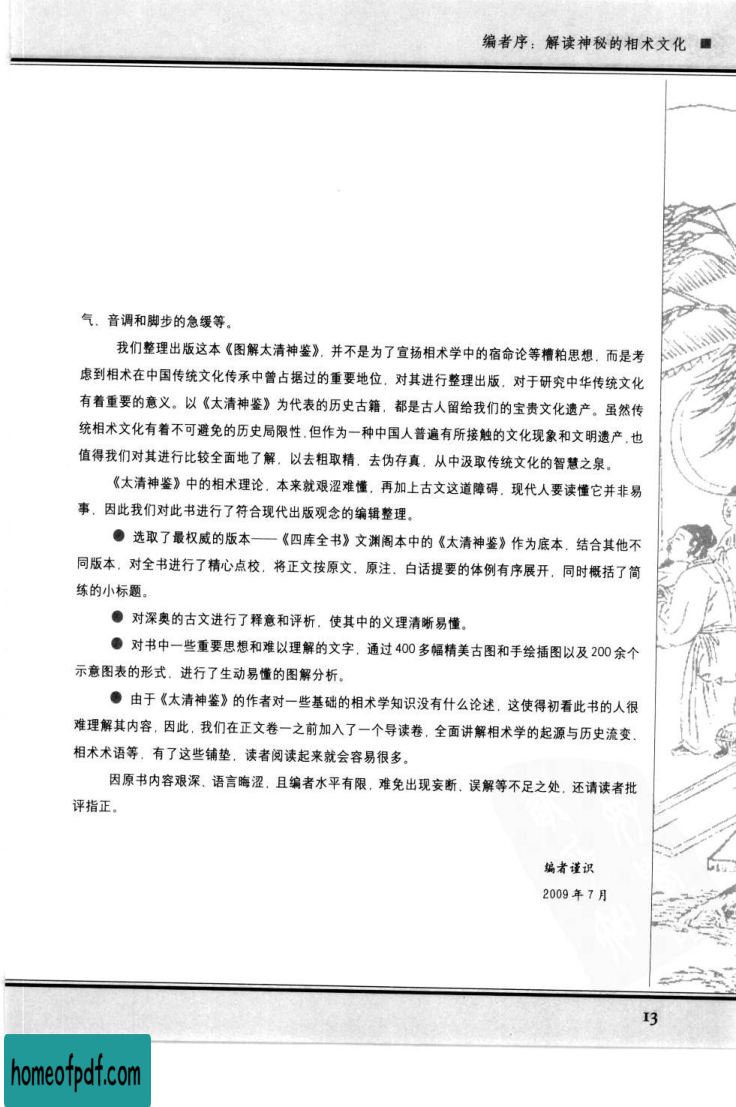 编者序：解读神秘的相术文化 ■
气、音调和脚步的急缓等。
我们整理出版这本《图解太清神鉴》，并不是为了宣扬相术学中的宿命论等糟粕思想，而是考
虑到相术在中国传统文化传承中曾占据过的重要地位，对其进行整理出版，对于研究中华传统文化
有着重要的意义。以《太清神鉴》为代表的历史古籍，都是古人留给我们的宝贵文化遗产。虽然传
统相术文化有着不可避免的历史局限性，但作为一种中国人普遍有所接触的文化现象和文明遗产，也
值得我们对其进行比较全面地了解，以去粗取精，去伪存真，从中汲取传统文化的智慧之泉。
《太清神鉴》中的相术理论，本来就艰涩难懂，再加上古文这道障碍，现代人要读懂它并非易
事，因此我们对此书进行了符合现代出版观念的编辑整理。
● 选取了最权威的版本——《四库全书》文渊阁本中的《太清神鉴》作为底本，结合其他不
同版本，对全书进行了精心点校，将正文按原文、原注、白话提要的体例有序展开，同时概括了简
练的小标题。
● 对深奥的古文进行了释意和评析，使其中的义理清晰易懂。
● 对书中一些重要思想和难以理解的文字，通过400多幅精美古图和手绘插图以及200余个
示意图表的形式，进行了生动易懂的图解分析。
● 由于《太清神鉴》的作者对一些基础的相术学知识没有什么论述，这使得初看此书的人很
难理解其内容，因此，我们在正文卷一之前加入了一个导读卷，全面讲解相术学的起源与历史流变、
相术术语等，有了这些铺垫，读者阅读起来就会容易很多。
因原书内容艰深、语言晦涩，且编者水平有限，难免出现妄断、误解等不足之处，还请读者批
评指正。
编者谨识
2009年7月
13
homeofpdf.com